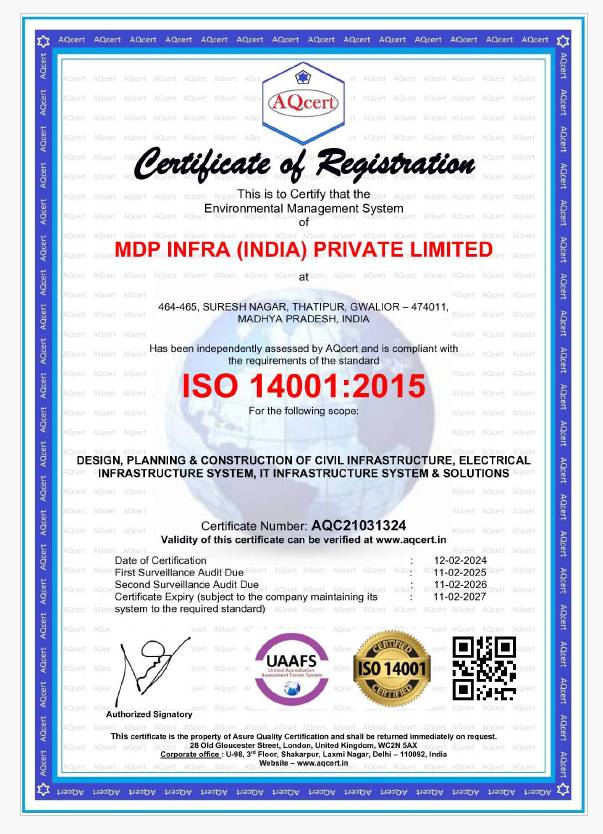 AQcert
Certificate of Registration
This is to Certify that the
Environmental Management System
of
MDP INFRA (INDIA) PRIVATE LIMITED
at
464-465, SURESH NAGAR, THATIPUR, GWALIOR – 474011,
MADHYA PRADESH, INDIA
Has been independently assessed by AQcert and is compliant with
the requirements of the standard
ISO 14001:2015
For the following scope:
DESIGN, PLANNING & CONSTRUCTION OF CIVIL INFRASTRUCTURE, ELECTRICAL
INFRASTRUCTURE SYSTEM, IT INFRASTRUCTURE SYSTEM & SOLUTIONS
Certificate Number: AQC21031324
Validity of this certificate can be verified at www.aqcert.in
Date of Certification : 12-02-2024
First Surveillance Audit Due : 11-02-2025
Second Surveillance Audit Due : 11-02-2026
Certificate Expiry (subject to the company maintaining its : 11-02-2027
system to the required standard)
UAAFS
United Accreditation
Assessment Forum System
CERTIFIED
ISO 14001
CERTIFIED
Authorized Signatory
This certificate is the property of Asure Quality Certification and shall be returned immediately on request.
28 Old Gloucester Street, London, United Kingdom, WC2N 5AX
Corporate office : U-98, 3rd Floor, Shakarpur, Laxmi Nagar, Delhi – 110092, India
Website – www.aqcert.in